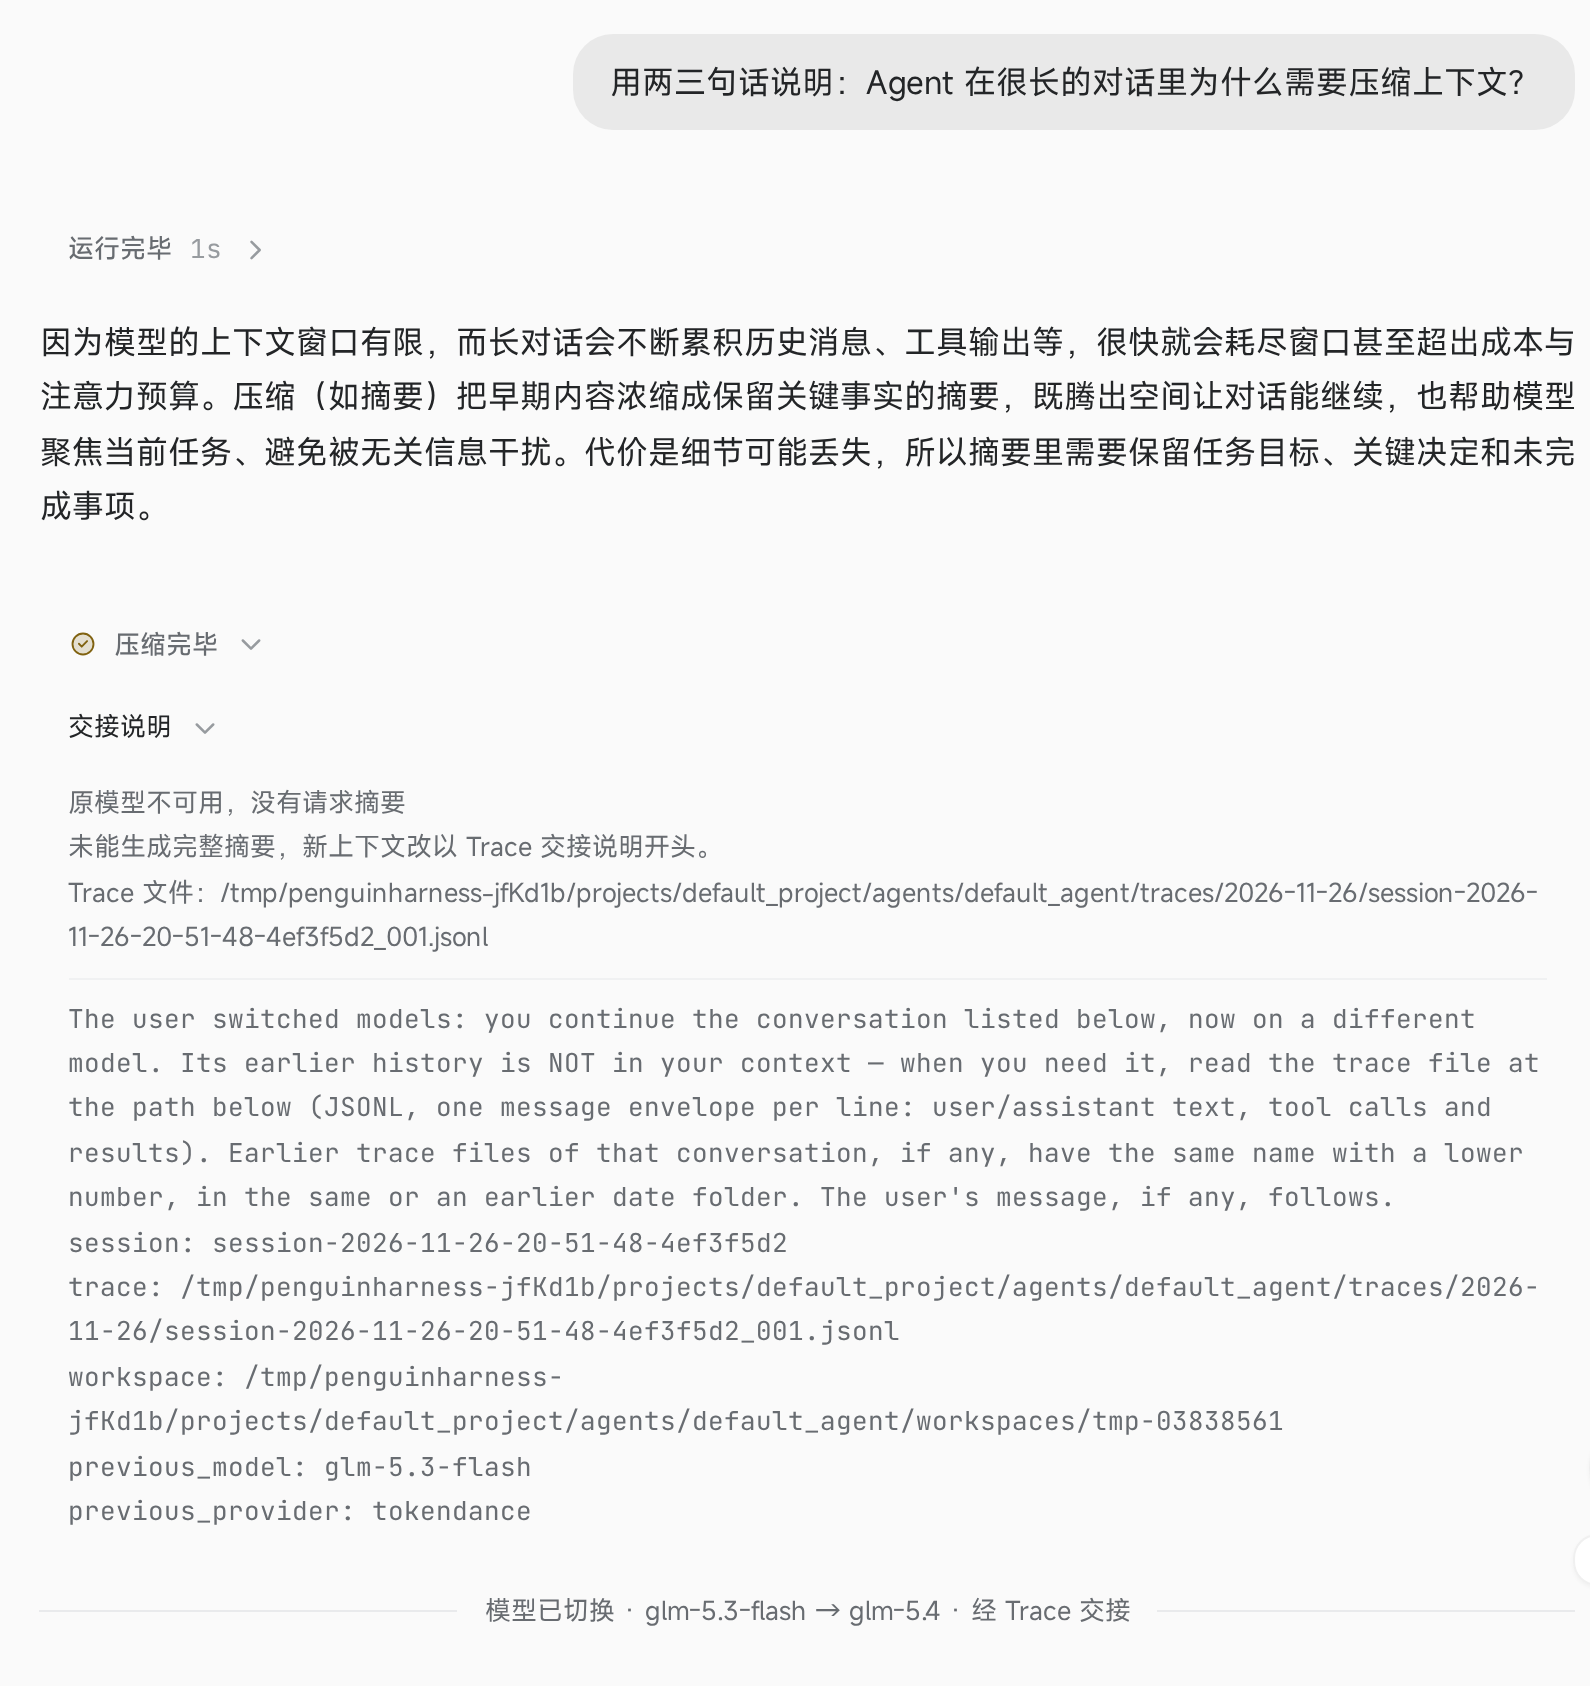 用两三句话说明：Agent 在很长的对话里为什么需要压缩上下文？
运行完毕 1s
因为模型的上下文窗口有限，而长对话会不断累积历史消息、工具输出等，很快就会耗尽窗口甚至超出成本与
注意力预算。压缩（如摘要）把早期内容浓缩成保留关键事实的摘要，既腾出空间让对话能继续，也帮助模型
聚焦当前任务、避免被无关信息干扰。代价是细节可能丢失，所以摘要里需要保留任务目标、关键决定和未完
成事项。
压缩完毕
交接说明
原模型不可用，没有请求摘要
未能生成完整摘要，新上下文改以 Trace 交接说明开头。
Trace 文件：/tmp/penguinharness-jfKd1b/projects/default_project/agents/default_agent/traces/2026-11-26/session-2026-
11-26-20-51-48-4ef3f5d2_001.jsonl
The user switched models: you continue the conversation listed below, now on a different
model. Its earlier history is NOT in your context — when you need it, read the trace file at
the path below (JSONL, one message envelope per line: user/assistant text, tool calls and
results). Earlier trace files of that conversation, if any, have the same name with a lower
number, in the same or an earlier date folder. The user's message, if any, follows.
session: session-2026-11-26-20-51-48-4ef3f5d2
trace: /tmp/penguinharness-jfKd1b/projects/default_project/agents/default_agent/traces/2026-
11-26/session-2026-11-26-20-51-48-4ef3f5d2_001.jsonl
workspace: /tmp/penguinharness-
jfKd1b/projects/default_project/agents/default_agent/workspaces/tmp-03838561
previous_model: glm-5.3-flash
previous_provider: tokendance
模型已切换 · glm-5.3-flash → glm-5.4 · 经 Trace 交接